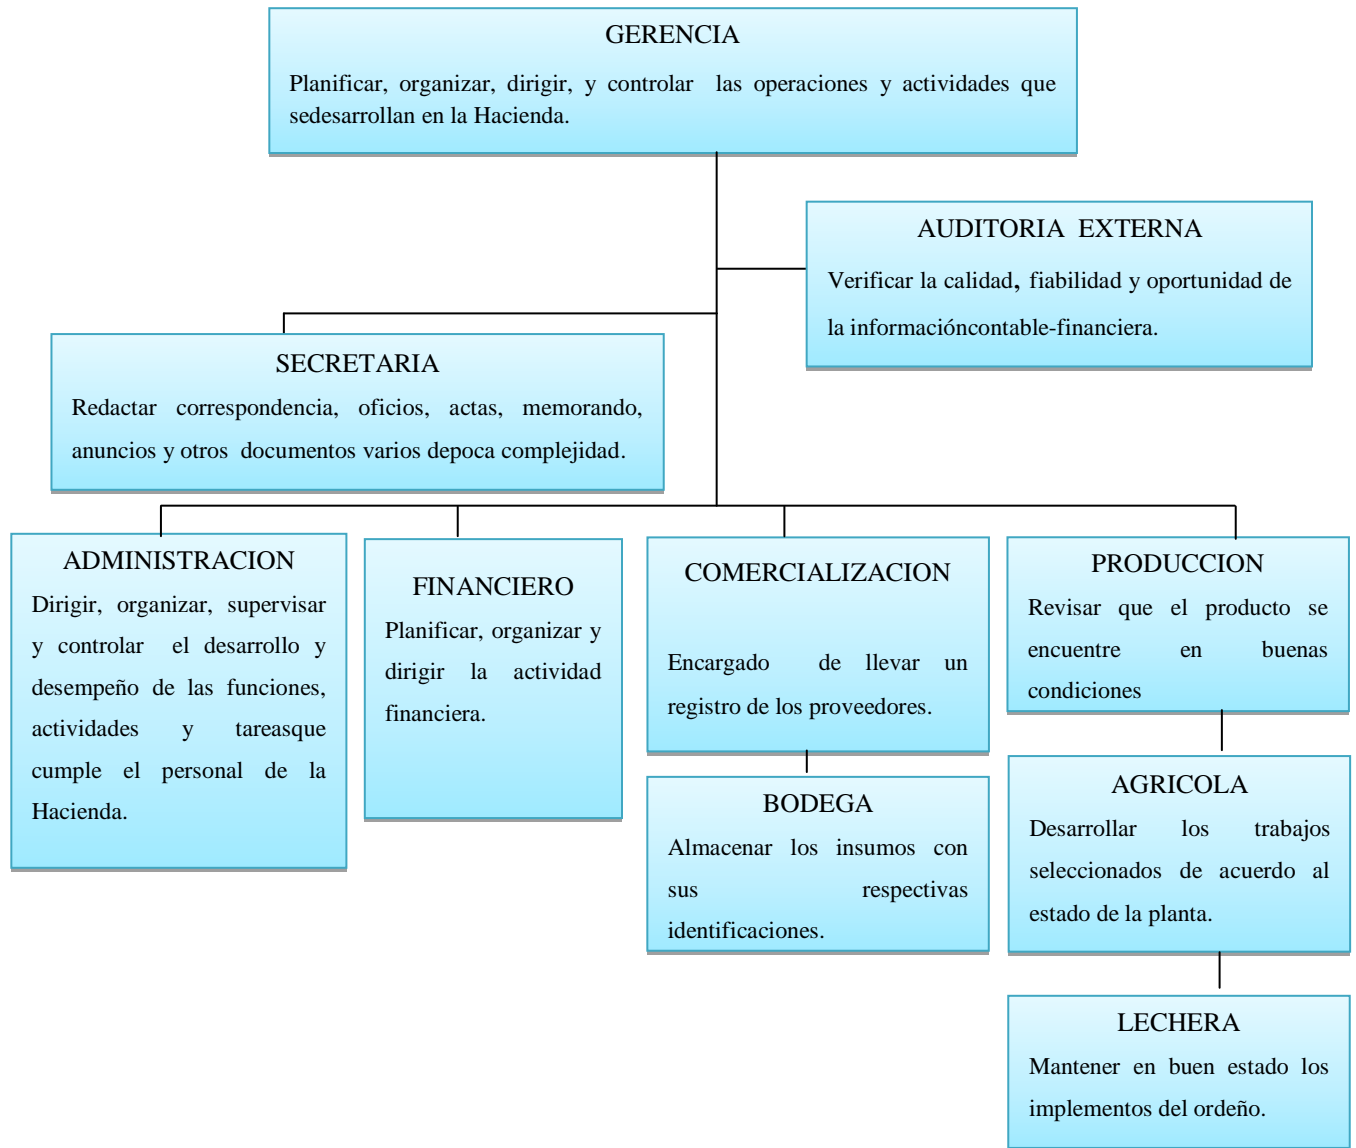 GERENCIA
Planificar, organizar, dirigir, y controlar las operaciones y actividades que
sedesarrollan en la Hacienda.
AUDITORIA EXTERNA
Verificar la calidad, fiabilidad y oportunidad de
la informacióncontable-financiera.
SECRETARIA
Redactar correspondencia, oficios, actas, memorando,
anuncios y otros documentos varios depoca complejidad.
ADMINISTRACION
Dirigir, organizar, supervisar
y controlar el desarrollo y
desempeño de las funciones,
actividades y tareasque
cumple el personal de la
Hacienda.
FINANCIERO
Planificar, organizar y
dirigir la actividad
financiera.
COMERCIALIZACION
Encargado de llevar un
registro de los proveedores.
BODEGA
Almacenar los insumos con
sus respectivas
identificaciones.
PRODUCCION
Revisar que el producto se
encuentre en buenas
condiciones
AGRICOLA
Desarrollar los trabajos
seleccionados de acuerdo al
estado de la planta.
LECHERA
Mantener en buen estado los
implementos del ordeño.